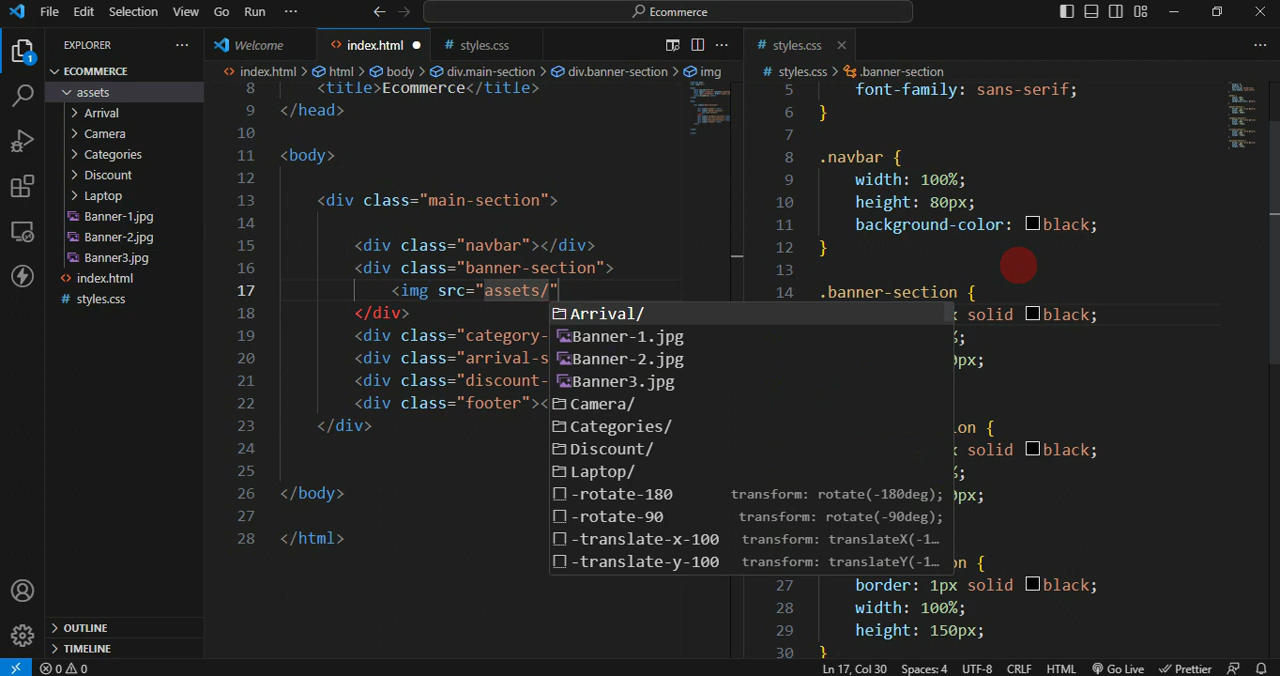 File Edit Selection View Go Run ··· Ecommerce
EXPLORER ···
ECOMMERCE
assets
Arrival
Camera
Categories
Discount
Laptop
Banner-1.jpg
Banner-2.jpg
Banner3.jpg
index.html
styles.css
OUTLINE
TIMELINE
1
Welcome index.html styles.css ···
index.html > html > body > div.main-section > div.banner-section > img
8 <title>Ecommerce</title>
9 </head>
10
11 <body>
12
13 <div class="main-section">
14
15 <div class="navbar"></div>
16 <div class="banner-section">
17 <img src="assets/"
18 </div>
19 <div class="category-
20 <div class="arrival-s
21 <div class="discount-
22 <div class="footer"><
23 </div>
24
25
26 </body>
27
28 </html>
Arrival/
Banner-1.jpg
Banner-2.jpg
Banner3.jpg
Camera/
Categories/
Discount/
Laptop/
-rotate-180 transform: rotate(-180deg);
-rotate-90 transform: rotate(-90deg);
-translate-x-100 transform: translateX(-1…
-translate-y-100 transform: translateY(-1…
styles.css ···
styles.css > .banner-section
5 font-family: sans-serif;
6 }
7
8 .navbar {
9 width: 100%;
10 height: 80px;
11 background-color: black;
12 }
13
14 .banner-section {
x solid black;
%;
0px;
ion {
x solid black;
%;
0px;
on {
27 border: 1px solid black;
28 width: 100%;
29 height: 150px;
30 }
0 0 Ln 17, Col 30 Spaces: 4 UTF-8 CRLF HTML Go Live Prettier